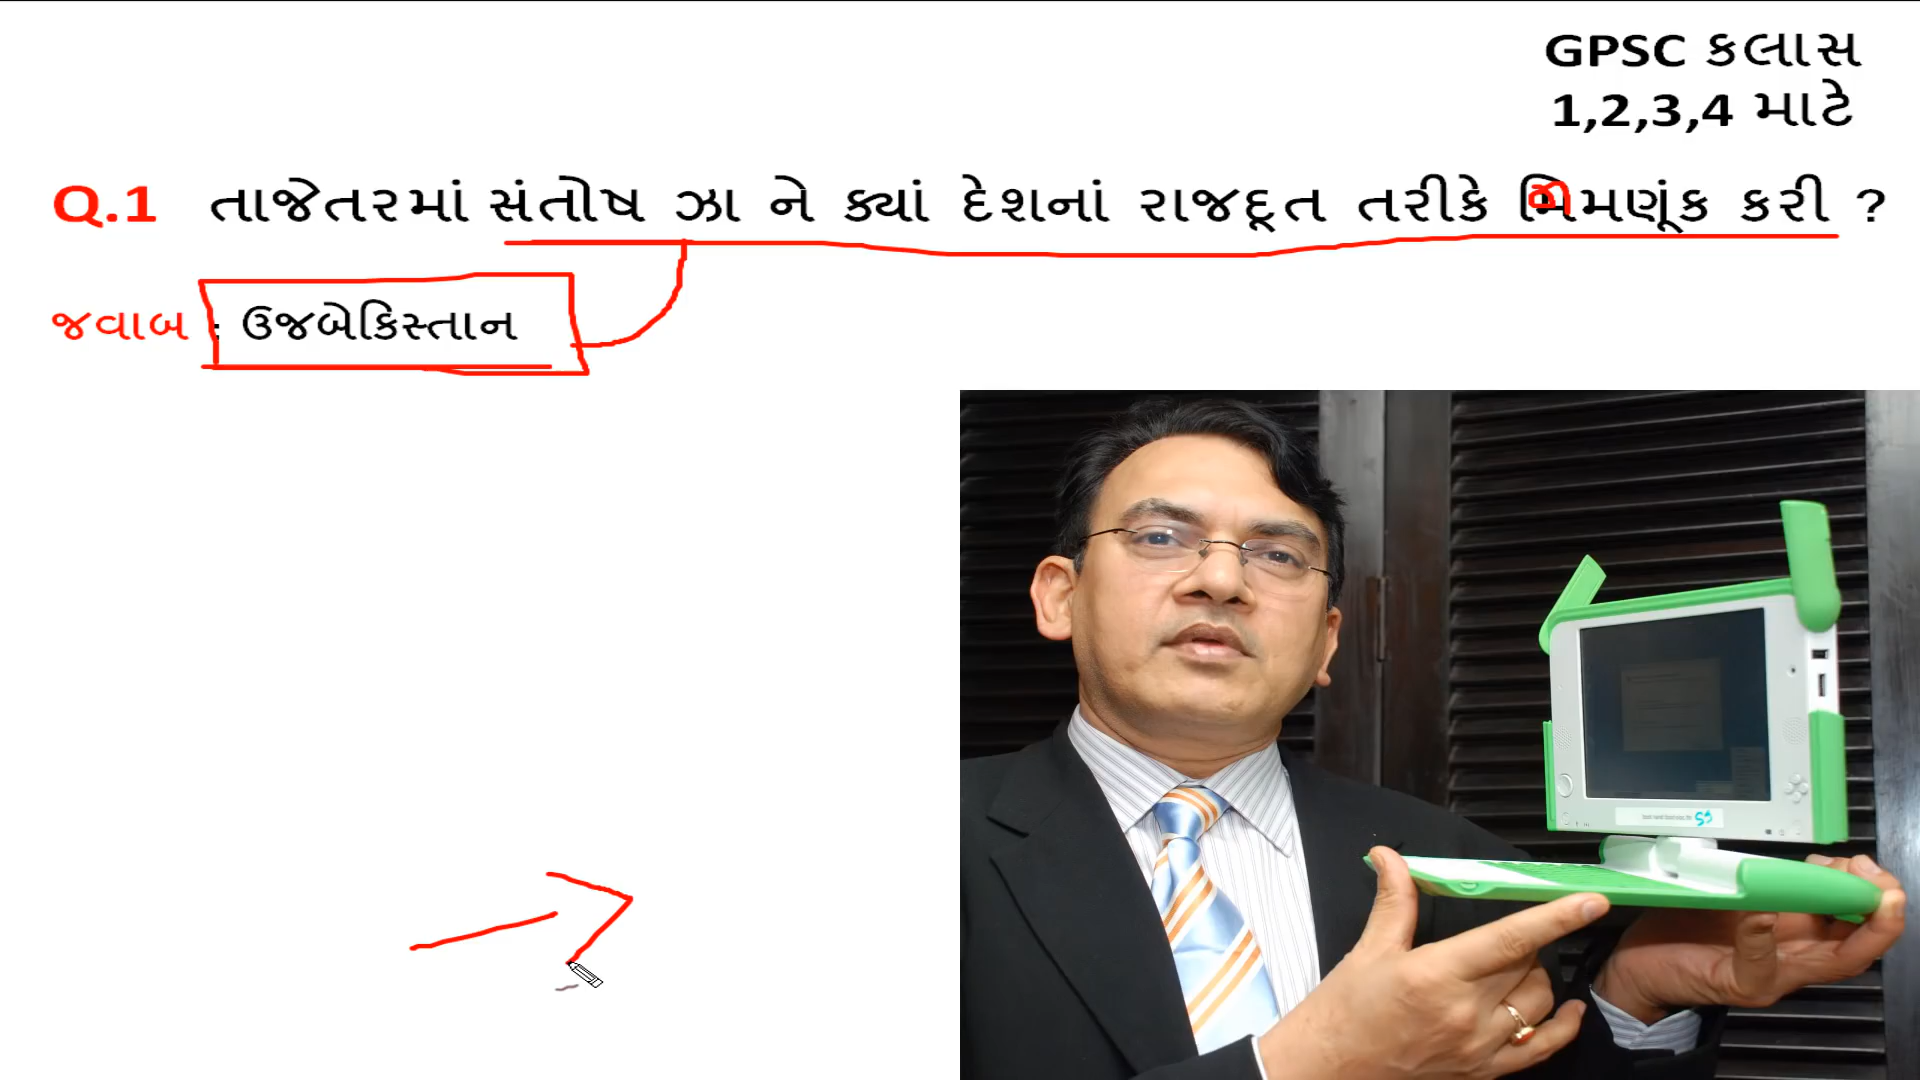 GPSC કલાસ
1,2,3,4 માટે
Q.1 તાજેતરમાં સંતોષ ઝા ને ક્યાં દેશનાં રાજદૂત તરીકે નિમણૂંક કરી ?
જવાબ : ઉજબેકિસ્તાન